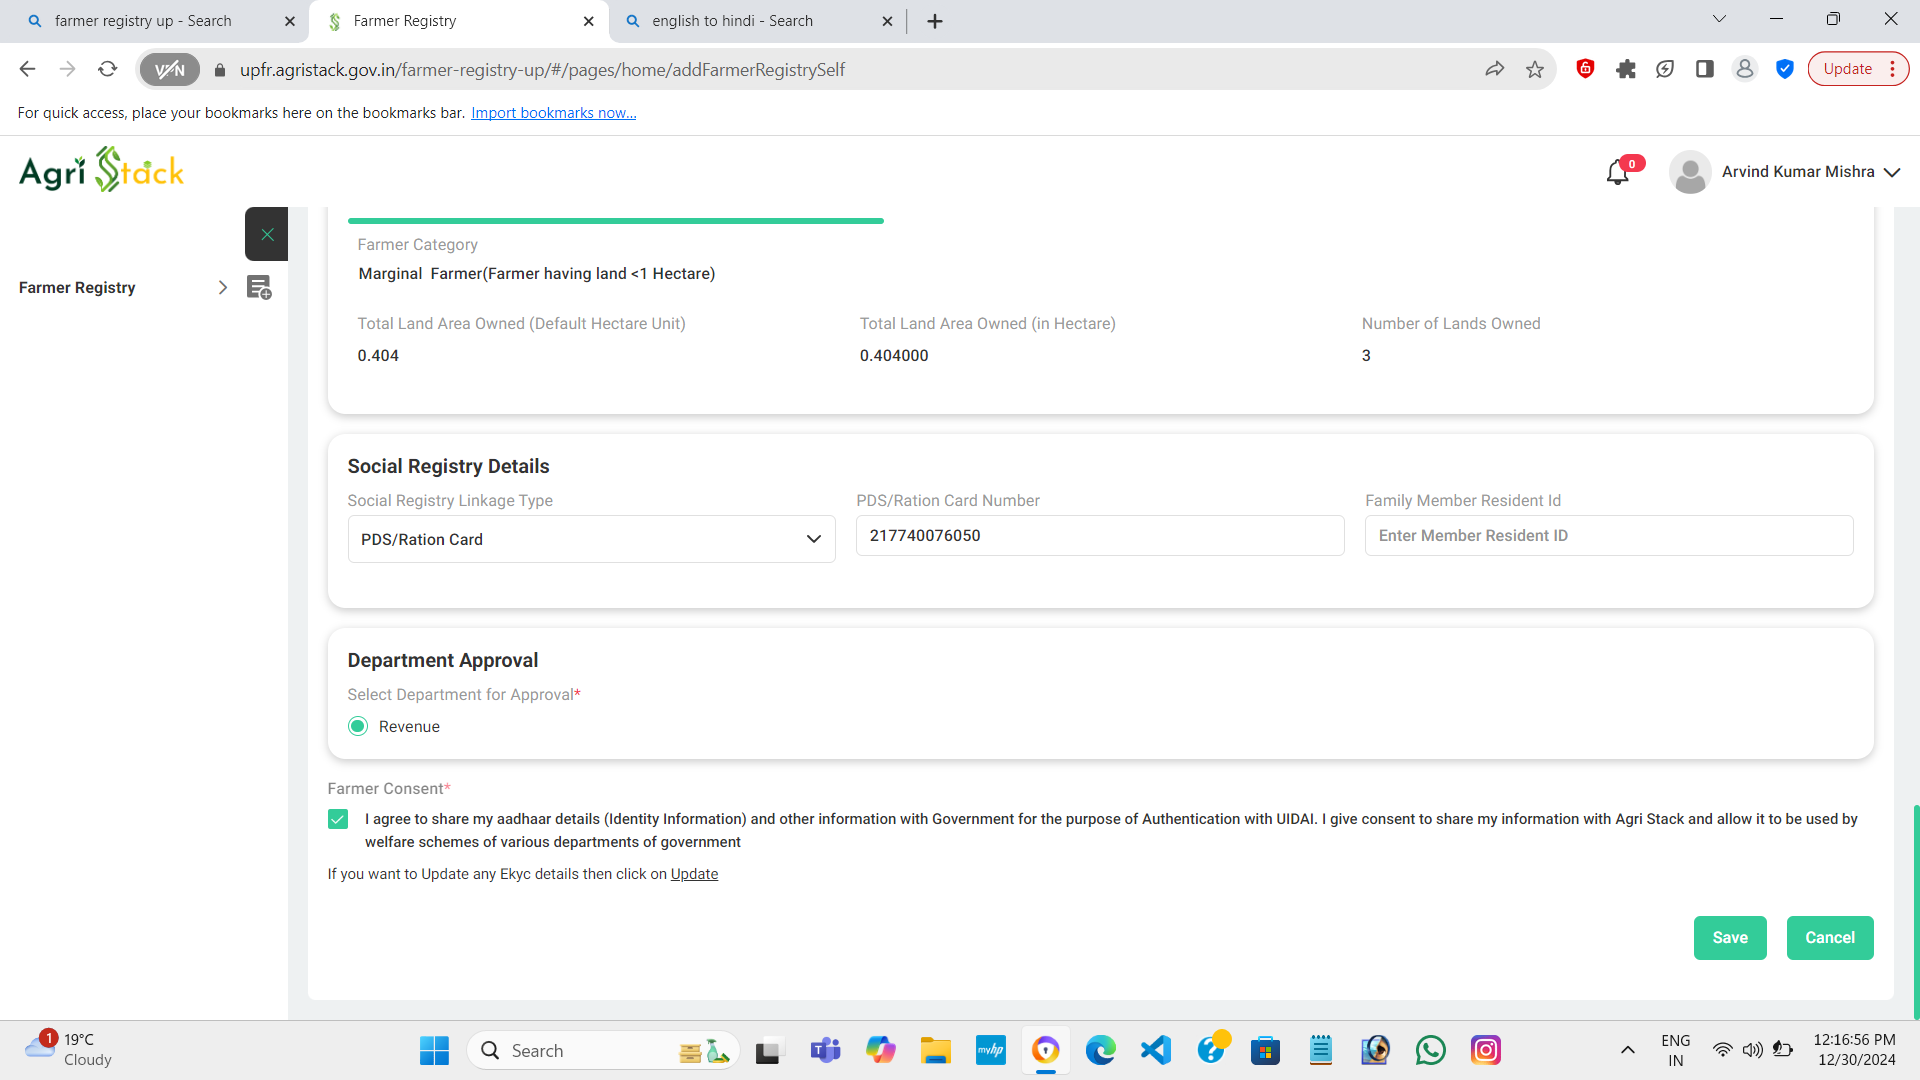 farmer registry up - Search
Farmer Registry
english to hindi - Search
VPN
upfr.agristack.gov.in/farmer-registry-up/#/pages/home/addFarmerRegistrySelf
Update
For quick access, place your bookmarks here on the bookmarks bar. Import bookmarks now...
Agri Stack
0
Arvind Kumar Mishra
Farmer Registry
Farmer Category
Marginal Farmer(Farmer having land <1 Hectare)
Total Land Area Owned (Default Hectare Unit)
Total Land Area Owned (in Hectare)
Number of Lands Owned
0.404
0.404000
3
Social Registry Details
Social Registry Linkage Type
PDS/Ration Card Number
Family Member Resident Id
PDS/Ration Card
217740076050
Enter Member Resident ID
Department Approval
Select Department for Approval*
Revenue
Farmer Consent*
I agree to share my aadhaar details (Identity Information) and other information with Government for the purpose of Authentication with UIDAI. I give consent to share my information with Agri Stack and allow it to be used by
welfare schemes of various departments of government
If you want to Update any Ekyc details then click on Update
Save
Cancel
1
19°C
Cloudy
Search
myhp
ENG
IN
12:16:56 PM
12/30/2024